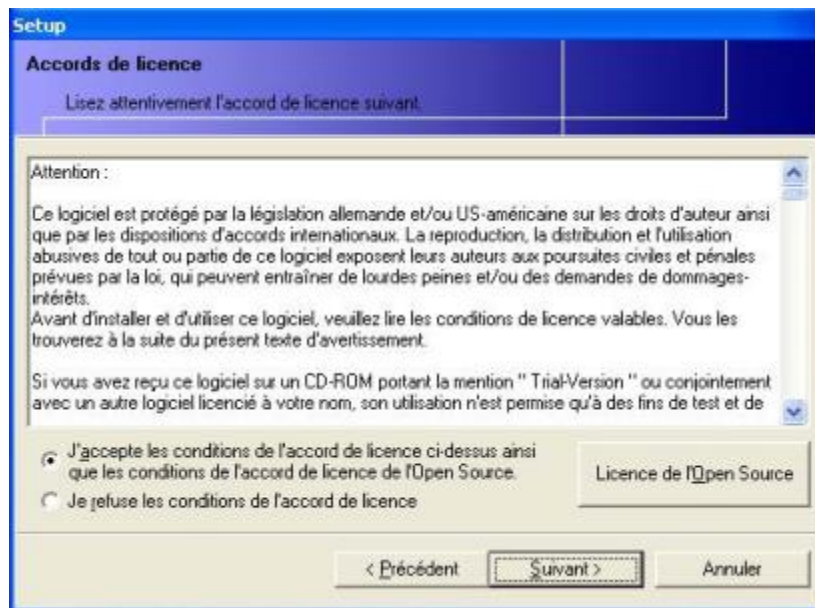 Setup
Accords de licence
Lisez attentivement l'accord de licence suivant.
Attention :
Ce logiciel est protégé par la législation allemande et/ou US-américaine sur les droits d'auteur ainsi
que par les dispositions d'accords internationaux. La reproduction, la distribution et l'utilisation
abusives de tout ou partie de ce logiciel exposent leurs auteurs aux poursuites civiles et pénales
prévues par la loi, qui peuvent entraîner de lourdes peines et/ou des demandes de dommages-
intérêts.
Avant d'installer et d'utiliser ce logiciel, veuillez lire les conditions de licence valables. Vous les
trouverez à la suite du présent texte d'avertissement.
Si vous avez reçu ce logiciel sur un CD-ROM portant la mention " Trial-Version " ou conjointement
avec un autre logiciel licencié à votre nom, son utilisation n'est permise qu'à des fins de test et de
J'accepte les conditions de l'accord de licence ci-dessus ainsi
que les conditions de l'accord de licence de l'Open Source.
Licence de l'Open Source
Je refuse les conditions de l'accord de licence
< Précédent
Suivant >
Annuler